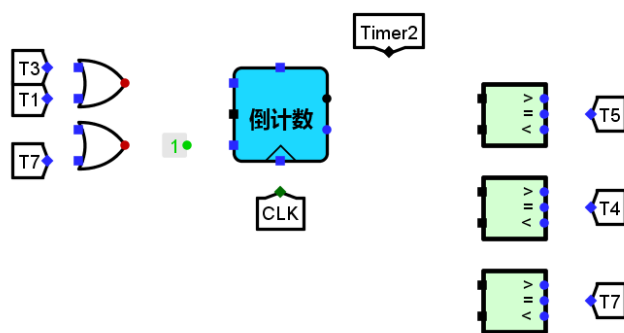 Timer2
T3
T1
T7
1
倒计数
CLK
>
=
<
T5
>
=
<
T4
>
=
<
T7